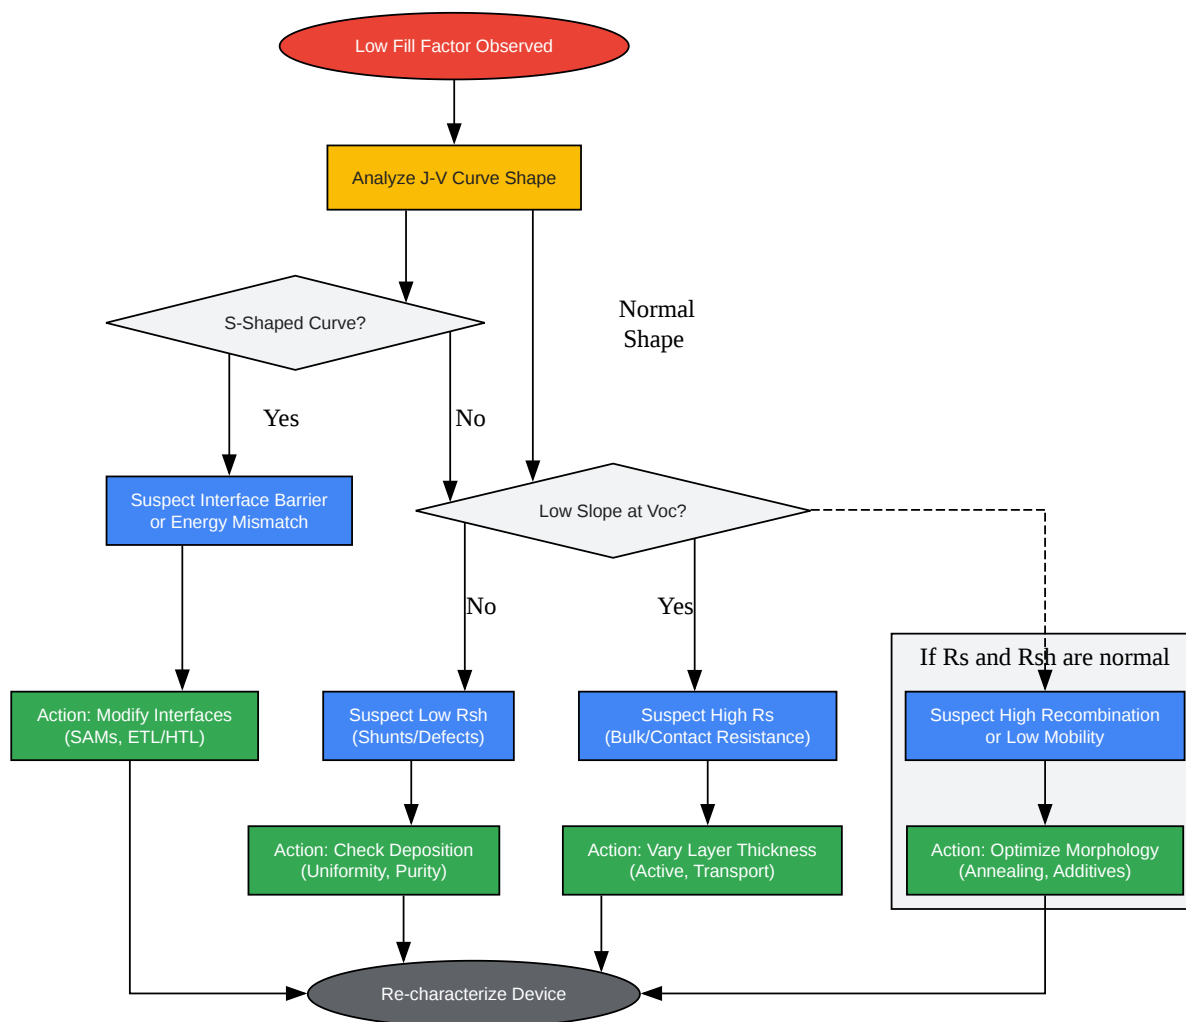 Low Fill Factor Observed
Analyze J-V Curve Shape
Normal
Shape
S-Shaped Curve?
Yes
No
Suspect Interface Barrier
or Energy Mismatch
Low Slope at Voc?
No
Yes
If Rs and Rsh are normal
Action: Modify Interfaces
(SAMs, ETL/HTL)
Suspect Low Rsh
(Shunts/Defects)
Suspect High Rs
(Bulk/Contact Resistance)
Suspect High Recombination
or Low Mobility
Action: Check Deposition
(Uniformity, Purity)
Action: Vary Layer Thickness
(Active, Transport)
Action: Optimize Morphology
(Annealing, Additives)
Re-characterize Device